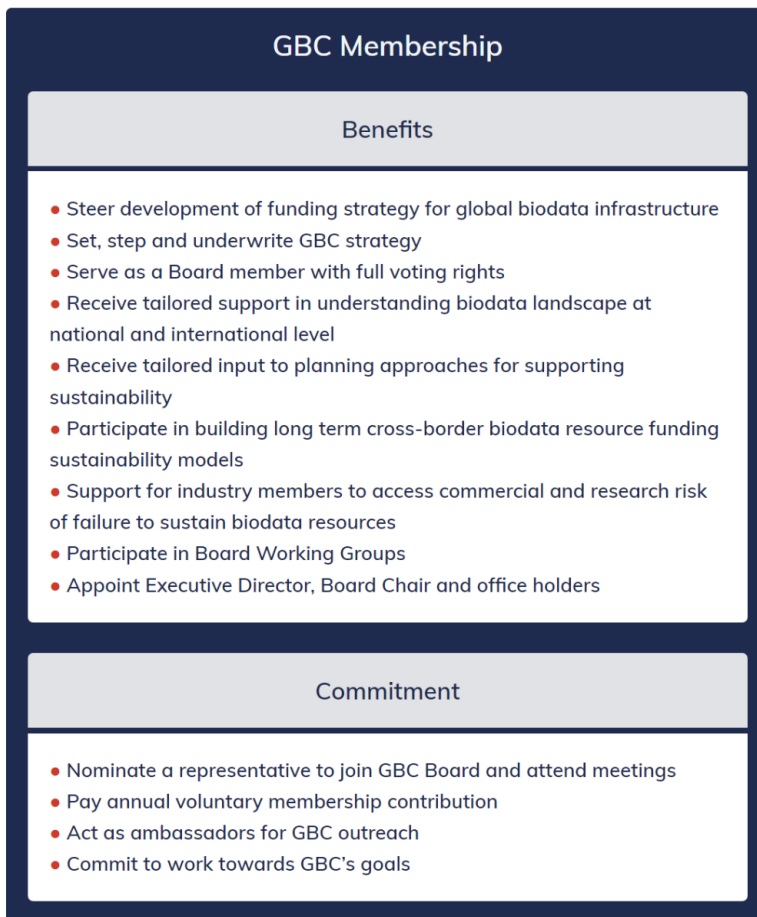 GBC Membership
Benefits
• Steer development of funding strategy for global biodata infrastructure
• Set, step and underwrite GBC strategy
• Serve as a Board member with full voting rights
• Receive tailored support in understanding biodata landscape at
national and international level
• Receive tailored input to planning approaches for supporting
sustainability
• Participate in building long term cross-border biodata resource funding
sustainability models
• Support for industry members to access commercial and research risk
of failure to sustain biodata resources
• Participate in Board Working Groups
• Appoint Executive Director, Board Chair and office holders
Commitment
• Nominate a representative to join GBC Board and attend meetings
• Pay annual voluntary membership contribution
• Act as ambassadors for GBC outreach
• Commit to work towards GBC’s goals